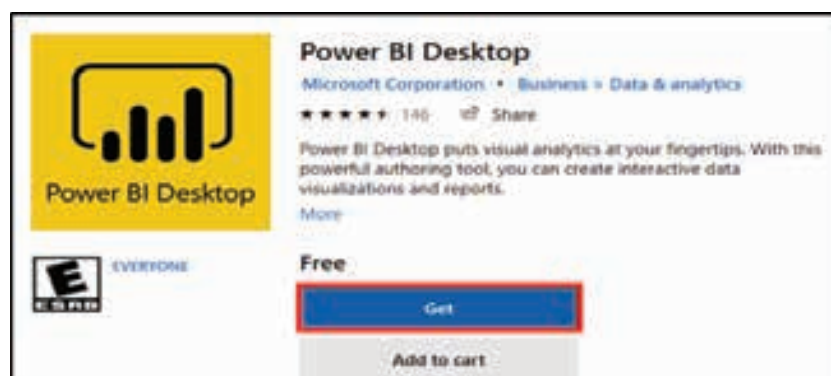 Power BI Desktop
Power BI Desktop
Microsoft Corporation • Business > Data & analytics
146 Share
Power BI Desktop puts visual analytics at your fingertips. With this
powerful authoring tool, you can create interactive data
visualizations and reports.
More
E
EVERYONE
ESRB
Free
Get
Add to cart